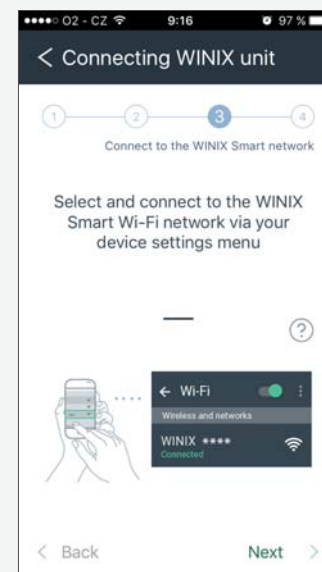 O2 - CZ 9:16 97 %
Connecting WINIX unit
1 2 3 4
Connect to the WINIX Smart network
Select and connect to the WINIX
Smart Wi-Fi network via your
device settings menu
?
Wi-Fi
Wireless and networks
WINIX ****
Connected
Back Next